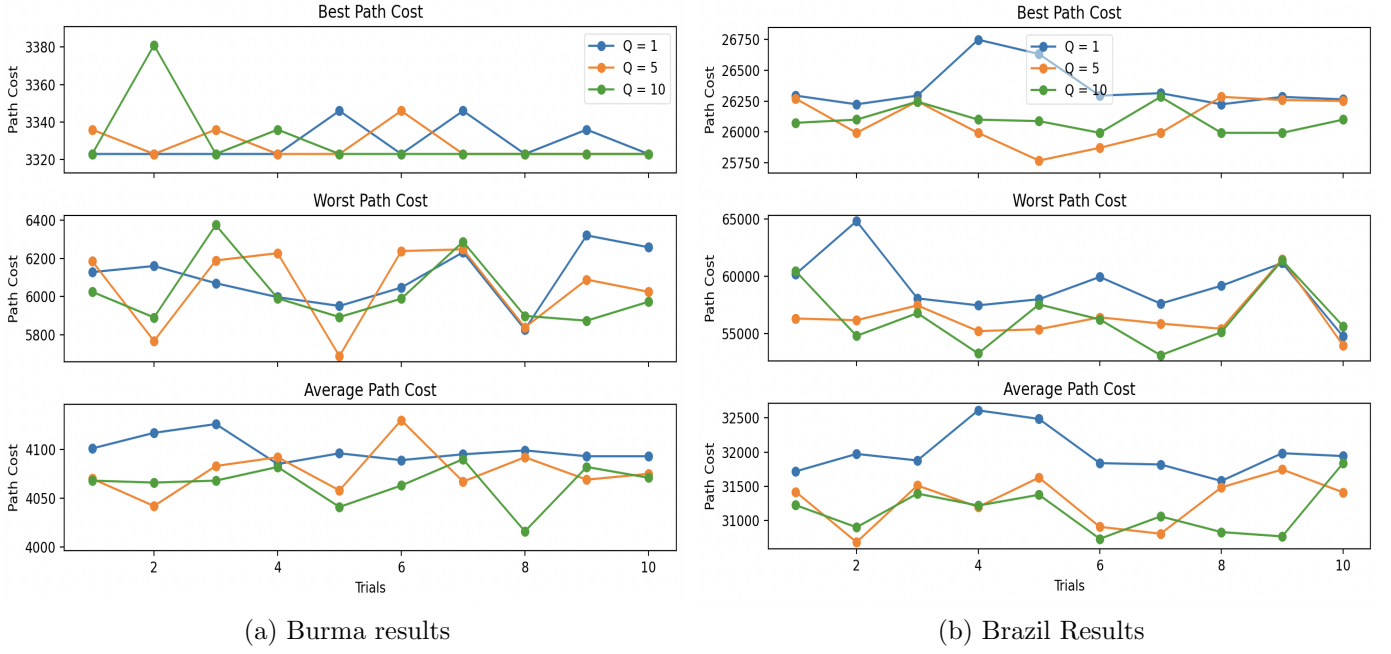 Best Path Cost
3380
3360
3340
3320
Path Cost
Q = 1
Q = 5
Q = 10
Worst Path Cost
6400
6200
6000
5800
Path Cost
Average Path Cost
4100
4050
4000
Path Cost
2 4 6 8 10
Trials
(a) Burma results
Best Path Cost
26750
26500
26250
26000
25750
Path Cost
Q = 1
Q = 5
Q = 10
Worst Path Cost
65000
60000
55000
Path Cost
Average Path Cost
32500
32000
31500
31000
Path Cost
2 4 6 8 10
Trials
(b) Brazil Results